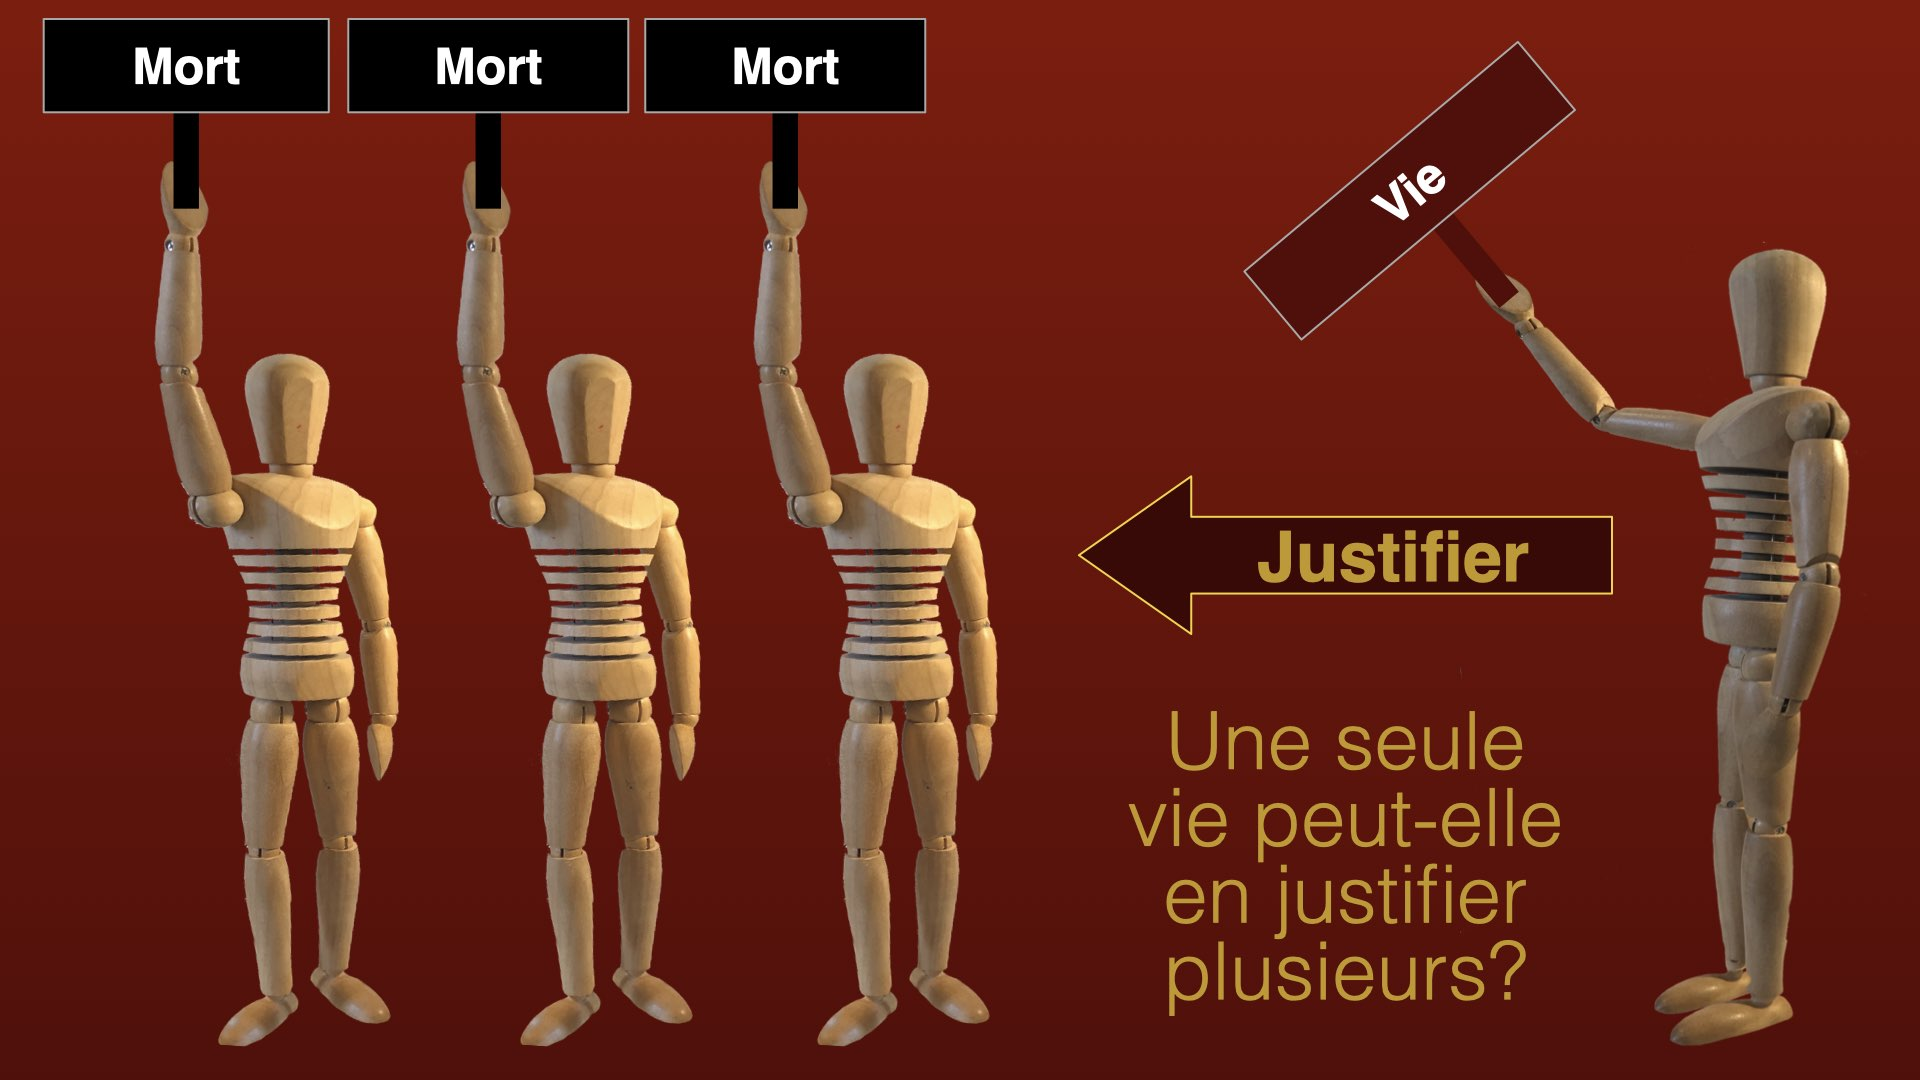 Mort
Mort
Mort
Vie
Justifier
Une seule
vie peut-elle
en justifier
plusieurs?